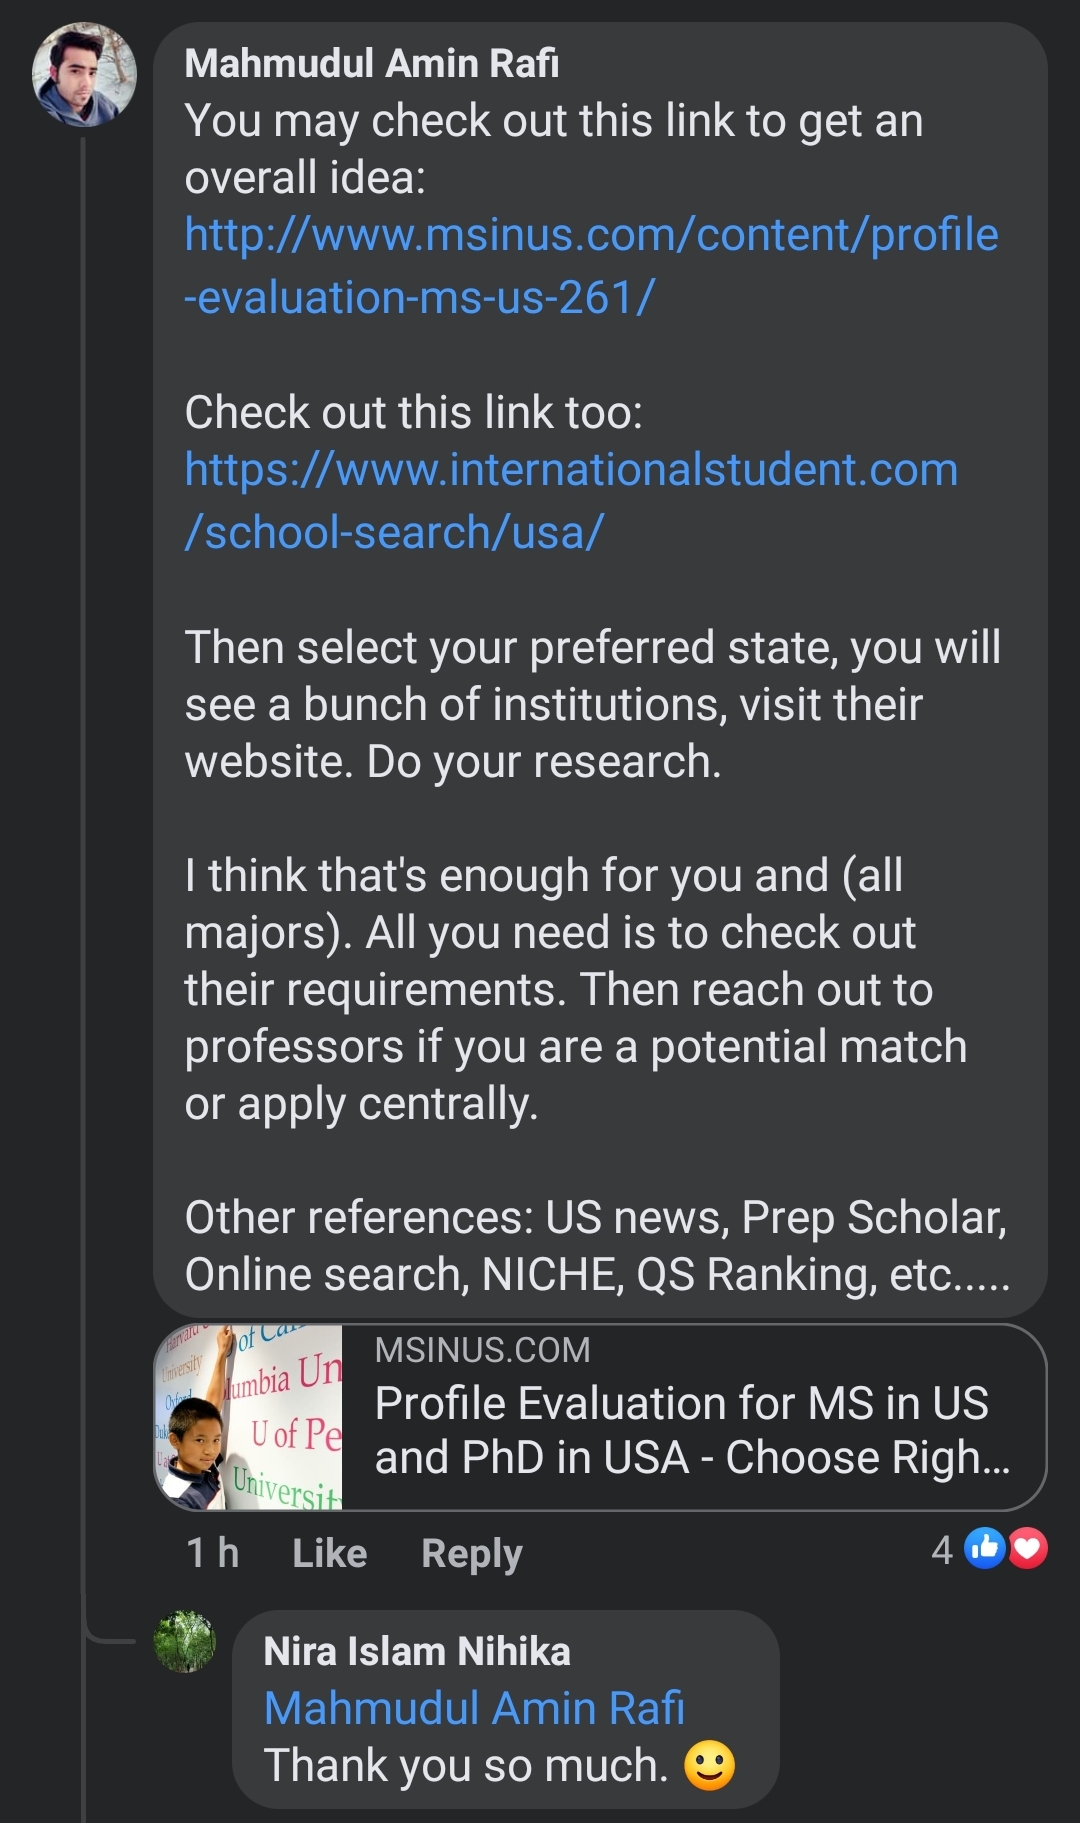 Mahmudul Amin Rafi
You may check out this link to get an
overall idea:
http://www.msinus.com/content/profile
-evaluation-ms-us-261/
Check out this link too:
https://www.internationalstudent.com
/school-search/usa/
Then select your preferred state, you will
see a bunch of institutions, visit their
website. Do your research.
I think that's enough for you and (all
majors). All you need is to check out
their requirements. Then reach out to
professors if you are a potential match
or apply centrally.
Other references: US news, Prep Scholar,
Online search, NICHE, QS Ranking, etc.....
Harvard
University
of Cal
Oxford
lumbia Un
U of Pe
Universit
MSINUS.COM
Profile Evaluation for MS in US
and PhD in USA - Choose Righ...
1 h Like Reply 4
Nira Islam Nihika
Mahmudul Amin Rafi
Thank you so much. 🙂